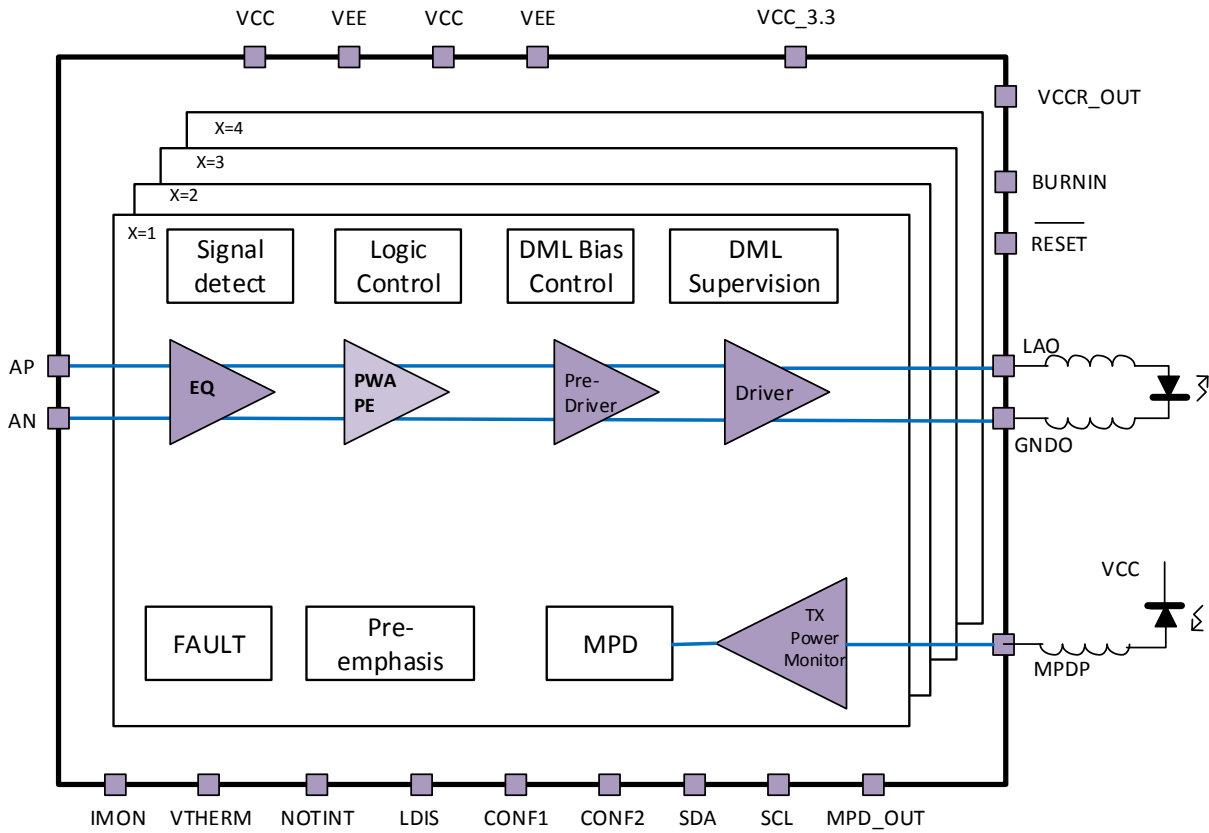 VCC
VEE
VCC
VEE
VCC_3.3
VCCR_OUT
BURNIN
RESET
X=4
X=3
X=2
X=1
Signal
detect
Logic
Control
DML Bias
Control
DML
Supervision
AP
AN
EQ
PWA
PE
Pre-
Driver
Driver
LAO
GNDO
VCC
FAULT
Pre-
emphasis
MPD
TX
Power
Monitor
MPDP
IMON
VTHERM
NOTINT
LDIS
CONF1
CONF2
SDA
SCL
MPD_OUT